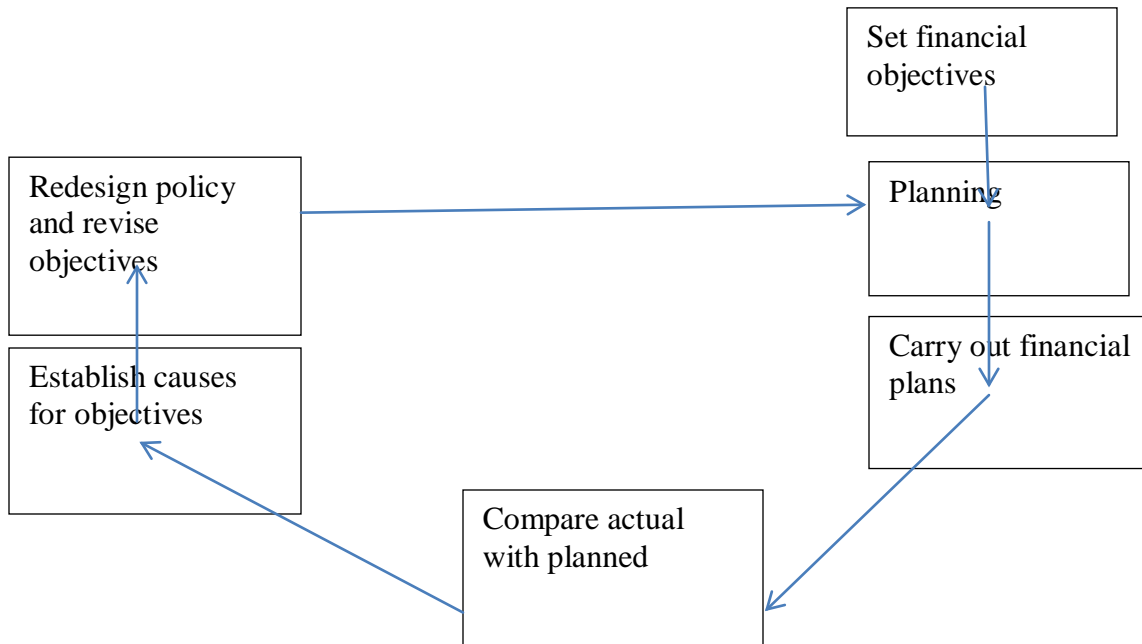 Set financial
objectives
Redesign policy
and revise
objectives
Planning
Carry out financial
plans
Establish causes
for objectives
Compare actual
with planned